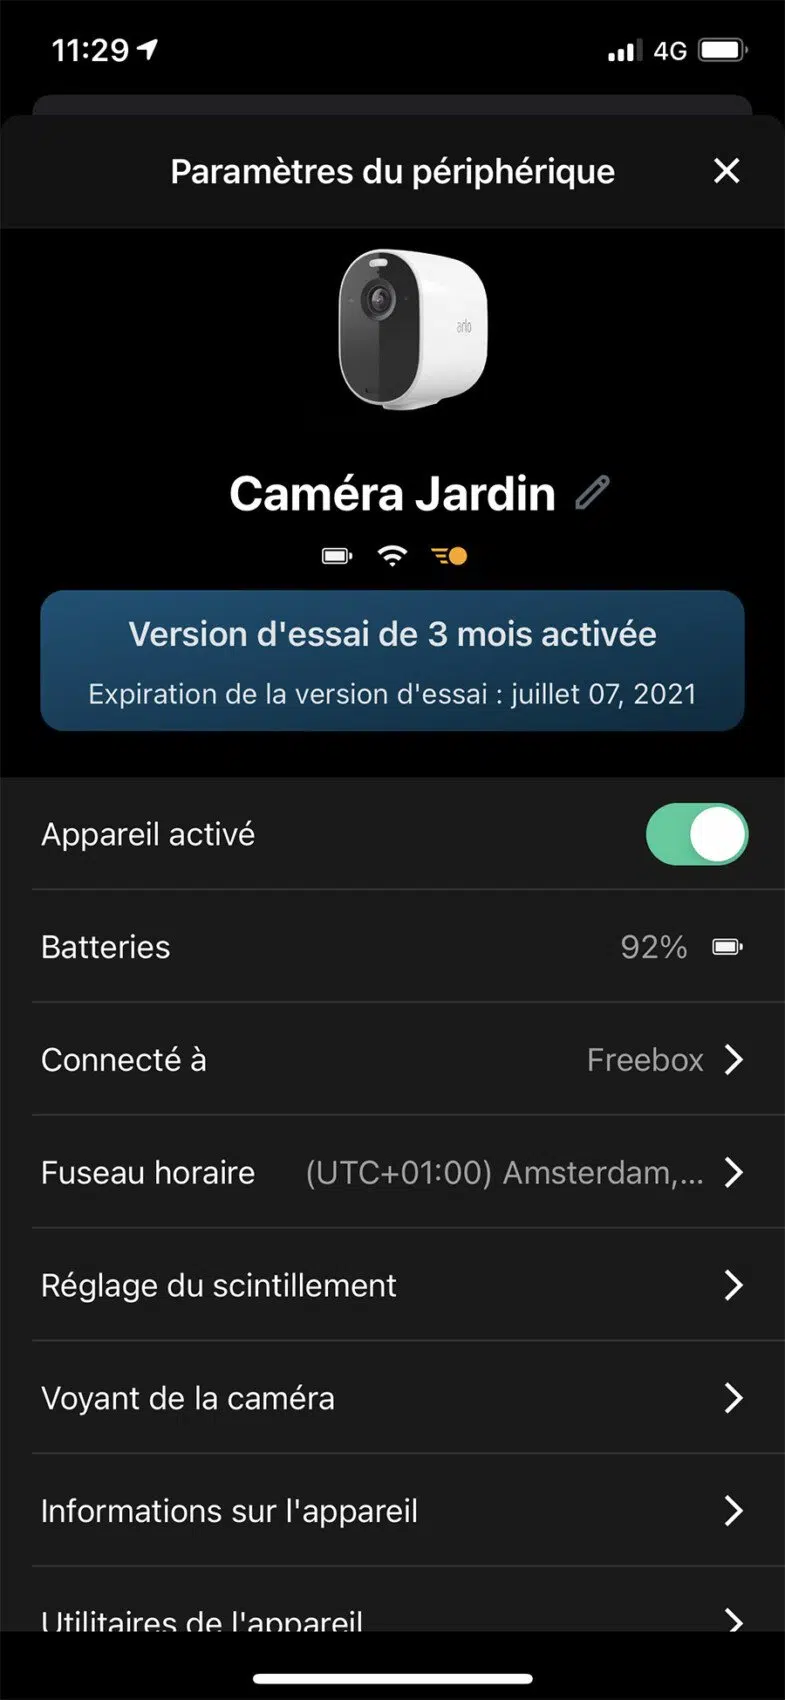 11:29 4G
Paramètres du périphérique
arlo
Caméra Jardin
Version d'essai de 3 mois activée
Expiration de la version d'essai : juillet 07, 2021
Appareil activé
Batteries 92%
Connecté à Freebox
Fuseau horaire (UTC+01:00) Amsterdam,...
Réglage du scintillement
Voyant de la caméra
Informations sur l'appareil
Utilitaires de l'appareil